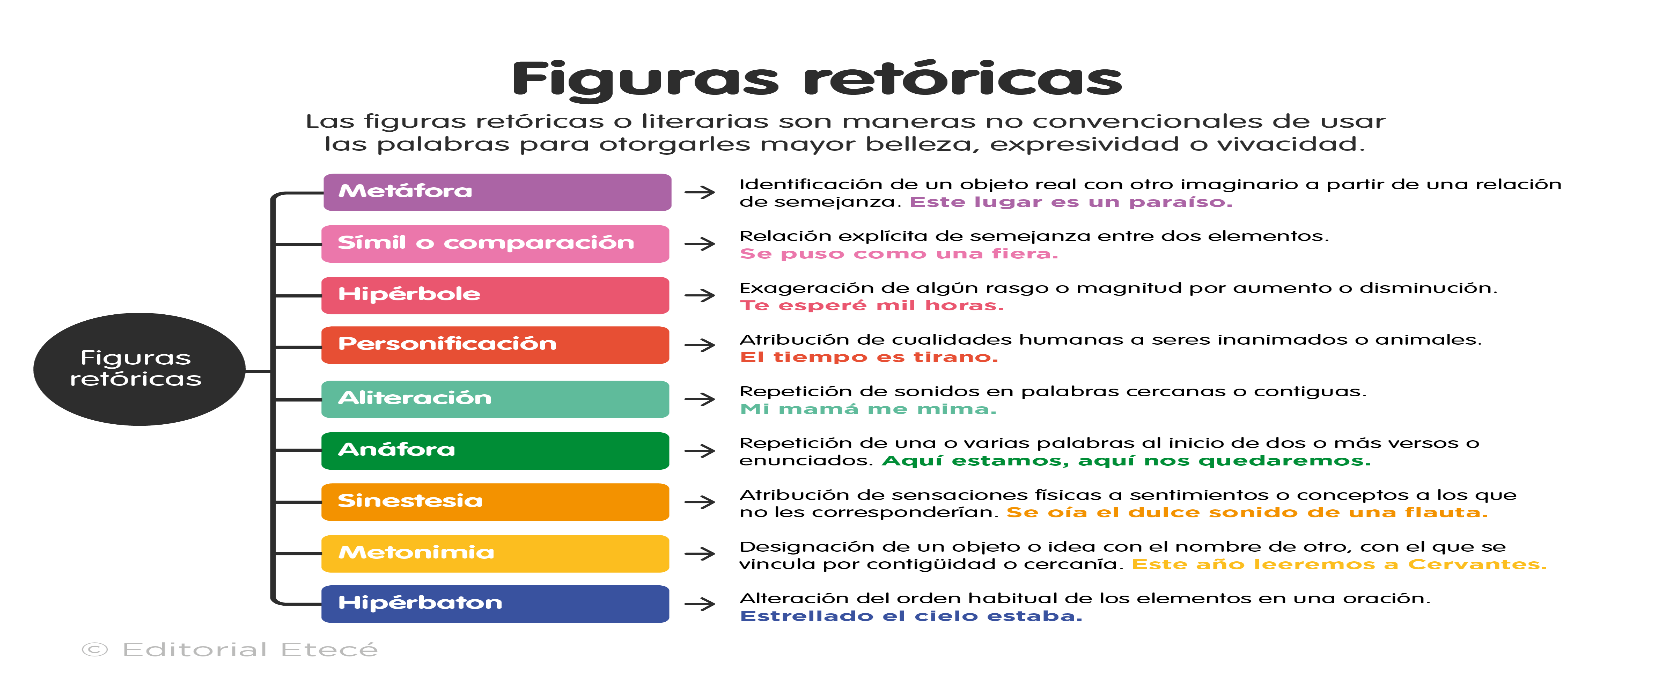 Figuras retóricas
Las figuras retóricas o literarias son maneras no convencionales de usar
las palabras para otorgarles mayor belleza, expresividad o vivacidad.
Figuras
retóricas
Metáfora
Identificación de un objeto real con otro imaginario a partir de una relación
de semejanza. Este lugar es un paraíso.
Símil o comparación
Relación explícita de semejanza entre dos elementos.
Se puso como una fiera.
Hipérbole
Exageración de algún rasgo o magnitud por aumento o disminución.
Te esperé mil horas.
Personificación
Atribución de cualidades humanas a seres inanimados o animales.
El tiempo es tirano.
Aliteración
Repetición de sonidos en palabras cercanas o contiguas.
Mi mamá me mima.
Anáfora
Repetición de una o varias palabras al inicio de dos o más versos o
enunciados. Aquí estamos, aquí nos quedaremos.
Sinestesia
Atribución de sensaciones físicas a sentimientos o conceptos a los que
no les corresponderían. Se oía el dulce sonido de una flauta.
Metonimia
Designación de un objeto o idea con el nombre de otro, con el que se
vincula por contigüidad o cercanía. Este año leeremos a Cervantes.
Hipérbaton
Alteración del orden habitual de los elementos en una oración.
Estrellado el cielo estaba.
© Editorial Etecé